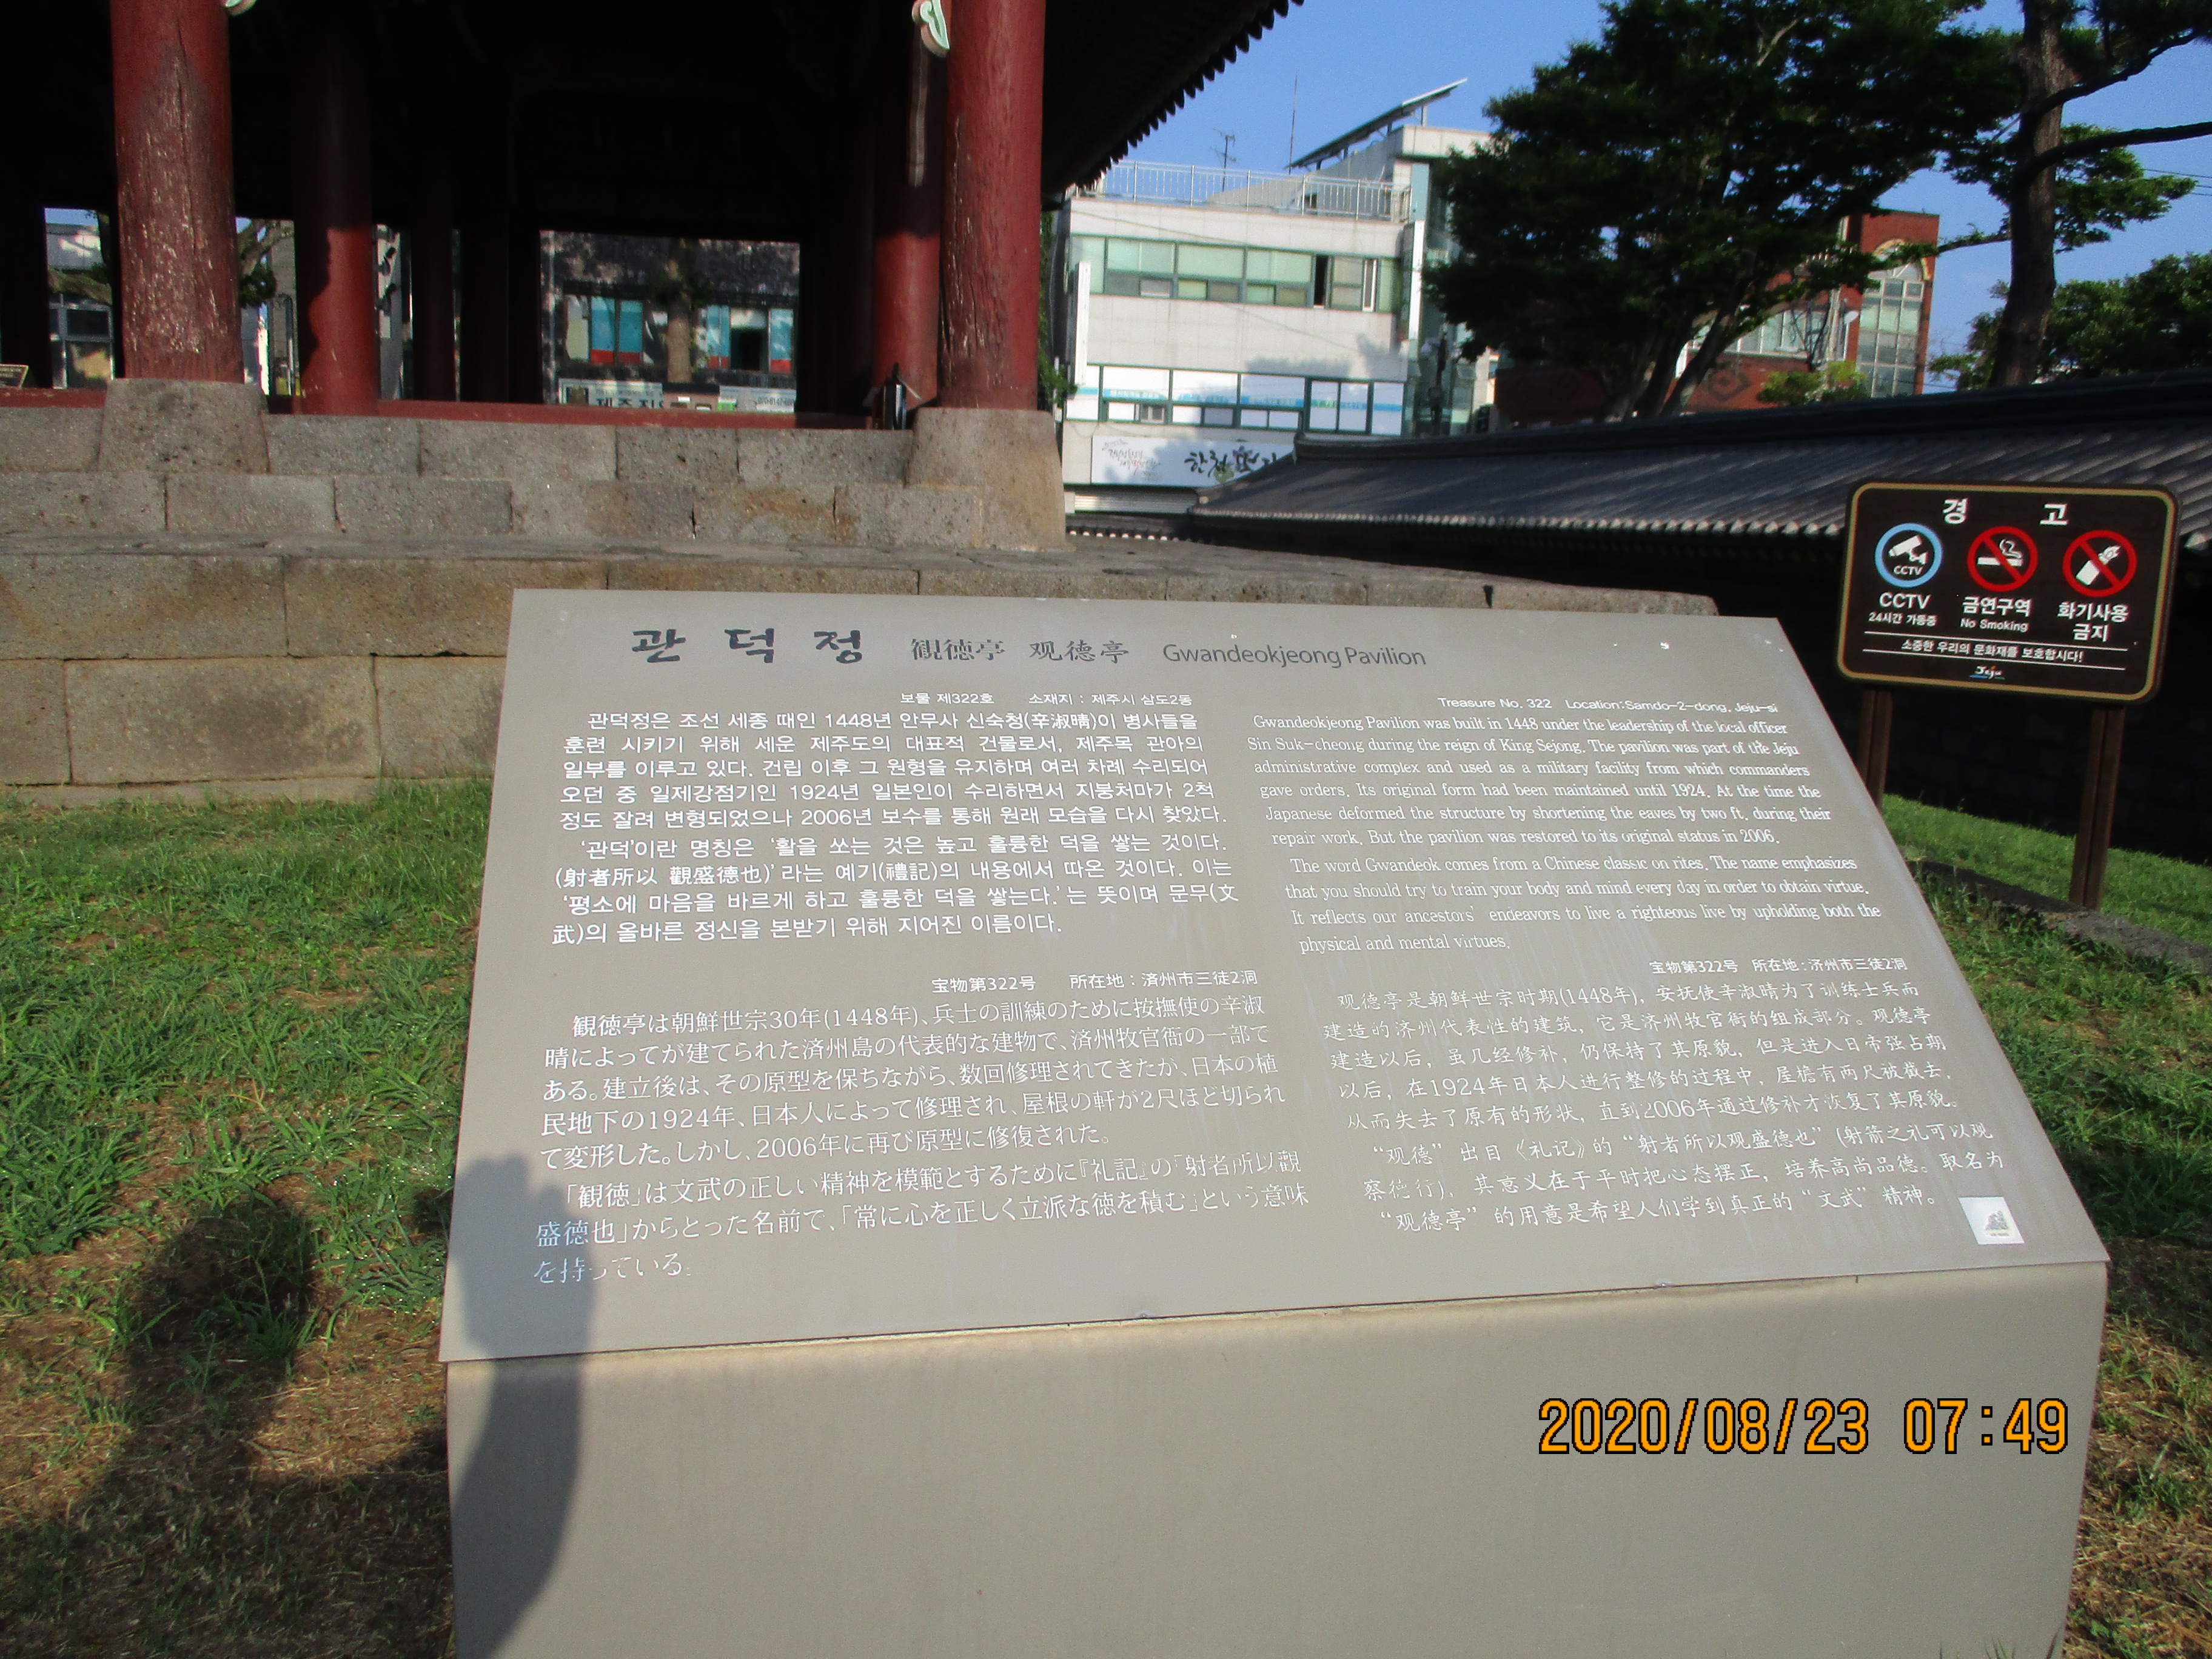 관덕정 観徳亭 观德亭 Gwandeokjeong Pavilion
보물 제322호 소재지 : 제주시 삼도2동
관덕정은 조선 세종 때인 1448년 안무사 신숙청(辛淑晴)이 병사들을
훈련 시키기 위해 세운 제주도의 대표적 건물로서, 제주목 관아의
일부를 이루고 있다. 건립 이후 그 원형을 유지하며 여러 차례 수리되어
오던 중 일제강점기인 1924년 일본인이 수리하면서 지붕처마가 2척
정도 잘려 변형되었으나 2006년 보수를 통해 원래 모습을 다시 찾았다.
‘관덕’이란 명칭은 ‘활을 쏘는 것은 높고 훌륭한 덕을 쌓는 것이다.
(射者所以 觀盛德也)’라는 예기(禮記)의 내용에서 따온 것이다. 이는
‘평소에 마음을 바르게 하고 훌륭한 덕을 쌓는다.’는 뜻이며 문무(文
武)의 올바른 정신을 본받기 위해 지어진 이름이다.
Treasure No. 322 Location:Samdo-2-dong, Jeju-si
Gwandeokjeong Pavilion was built in 1448 under the leadership of the local officer
Sin Suk-cheong during the reign of King Sejong. The pavilion was part of the Jeju
administrative complex and used as a military facility from which commanders
gave orders. Its original form had been maintained until 1924. At the time the
Japanese deformed the structure by shortening the eaves by two ft. during their
repair work. But the pavilion was restored to its original status in 2006.
The word Gwandeok comes from a Chinese classic on rites. The name emphasizes
that you should try to train your body and mind every day in order to obtain virtue.
It reflects our ancestors' endeavors to live a righteous live by upholding both the
physical and mental virtues.
宝物第322号 所在地 : 済州市三徒2洞
観徳亭は朝鮮世宗30年(1448年)、兵士の訓練のために按撫使の辛淑
晴によってが建てられた済州島の代表的な建物で、済州牧官衙の一部で
ある。建立後は、その原型を保ちながら、数回修理されてきたが、日本の植
民地下の1924年、日本人によって修理され、屋根の軒が2尺ほど切られ
て変形した。しかし、2006年に再び原型に修復された。
「観徳」は文武の正しい精神を模範とするために『礼記』の「射者所以觀
盛徳也」からとった名前で、「常に心を正しく立派な徳を積む」という意味
を持っている。
宝物第322号 所在地 : 济州市三徒2洞
观德亭是朝鲜世宗时期(1448年)，安抚使辛淑晴为了训练士兵而
建造的济州代表性的建筑，它是济州牧官衙的组成部分。观德亭
建造以后，虽几经修补，仍保持了其原貌，但是进入日帝强占期
以后，在1924年日本人进行整修的过程中，屋檐有两尺被截去，
从而失去了原有的形状，直到2006年通过修补才恢复了其原貌。
“观德”出自《礼记》的“射者所以观盛德也”(射箭之礼可以观
察德行)，其意义在于平时把心态摆正，培养高尚品德。取名为
“观德亭”的用意是希望人们学到真正的“文武”精神。
경 고
CCTV
CCTV
24시간 가동중
금연구역
No Smoking
화기사용
금지
소중한 우리의 문화재를 보호합시다!
Jeju
2020/08/23 07:49